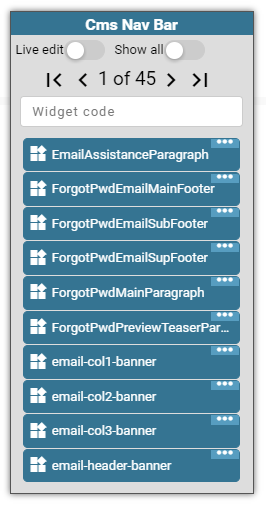 Cms Nav Bar
Live edit Show all
1 of 45
Widget code
EmailAssistanceParagraph
ForgotPwdEmailMainFooter
ForgotPwdEmailSubFooter
ForgotPwdEmailSupFooter
ForgotPwdMainParagraph
ForgotPwdPreviewTeaserPar...
email-col1-banner
email-col2-banner
email-col3-banner
email-header-banner